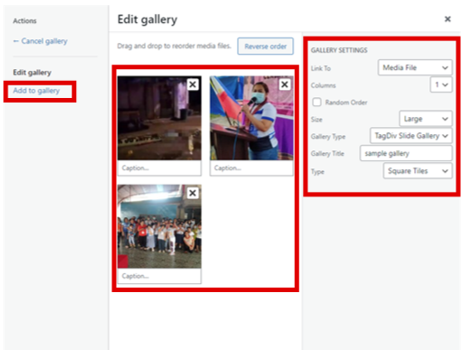 Actions
← Cancel gallery
Edit gallery
Add to gallery
Edit gallery
×
Drag and drop to reorder media files.
Reverse order
Caption...
Caption...
Caption...
GALLERY SETTINGS
Link To
Media File
Columns
1
Random Order
Size
Large
Gallery Type
TagDiv Slide Gallery
Gallery Title
sample gallery
Type
Square Tiles